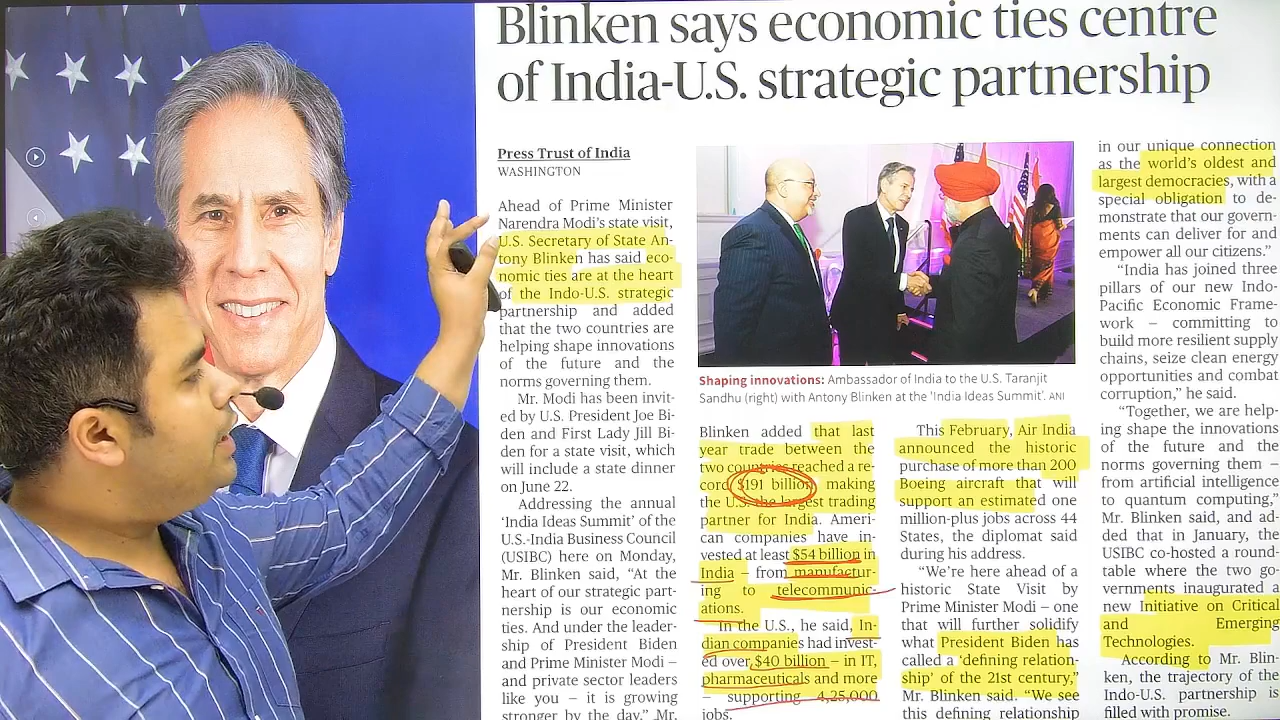 Blinken says economic ties centre
of India-U.S. strategic partnership
Press Trust of India
WASHINGTON
Ahead of Prime Minister
Narendra Modi's state visit,
U.S. Secretary of State An-
tony Blinken has said eco-
nomic ties are at the heart
of the Indo-U.S. strategic
partnership and added
that the two countries are
helping shape innovations
of the future and the
norms governing them.
Mr. Modi has been invit-
ed by U.S. President Joe Bi-
den and First Lady Jill Bi-
den for a state visit, which
will include a state dinner
on June 22.
Addressing the annual
'India Ideas Summit' of the
U.S.-India Business Council
(USIBC) here on Monday,
Mr. Blinken said, "At the
heart of our strategic part-
nership is our economic
ties. And under the leader-
ship of President Biden
and Prime Minister Modi –
and private sector leaders
like you – it is growing
stronger by the day." Mr.
Shaping innovations: Ambassador of India to the U.S. Taranjit
Sandhu (right) with Antony Blinken at the 'India Ideas Summit'. ANI
Blinken added that last
year trade between the
two countries reached a re-
cord $191 billion, making
the U.S. the largest trading
partner for India. Ameri-
can companies have in-
vested at least $54 billion in
India – from manufactur-
ing to telecommunic-
ations.
In the U.S., he said, In-
dian companies had invest-
ed over $40 billion – in IT,
pharmaceuticals and more
– supporting 4,25,000
jobs.
This February, Air India
announced the historic
purchase of more than 200
Boeing aircraft that will
support an estimated one
million-plus jobs across 44
States, the diplomat said
during his address.
"We're here ahead of a
historic State Visit by
Prime Minister Modi – one
that will further solidify
what President Biden has
called a 'defining relation-
ship' of the 21st century,"
Mr. Blinken said. "We see
this defining relationship
in our unique connection
as the world's oldest and
largest democracies, with a
special obligation to de-
monstrate that our govern-
ments can deliver for and
empower all our citizens."
"India has joined three
pillars of our new Indo-
Pacific Economic Frame-
work – committing to
build more resilient supply
chains, seize clean energy
opportunities and combat
corruption," he said.
"Together, we are help-
ing shape the innovations
of the future and the
norms governing them –
from artificial intelligence
to quantum computing,"
Mr. Blinken said, and ad-
ded that in January, the
USIBC co-hosted a round-
table where the two go-
vernments inaugurated a
new Initiative on Critical
and Emerging
Technologies.
According to Mr. Blin-
ken, the trajectory of the
Indo-U.S. partnership is
filled with promise.